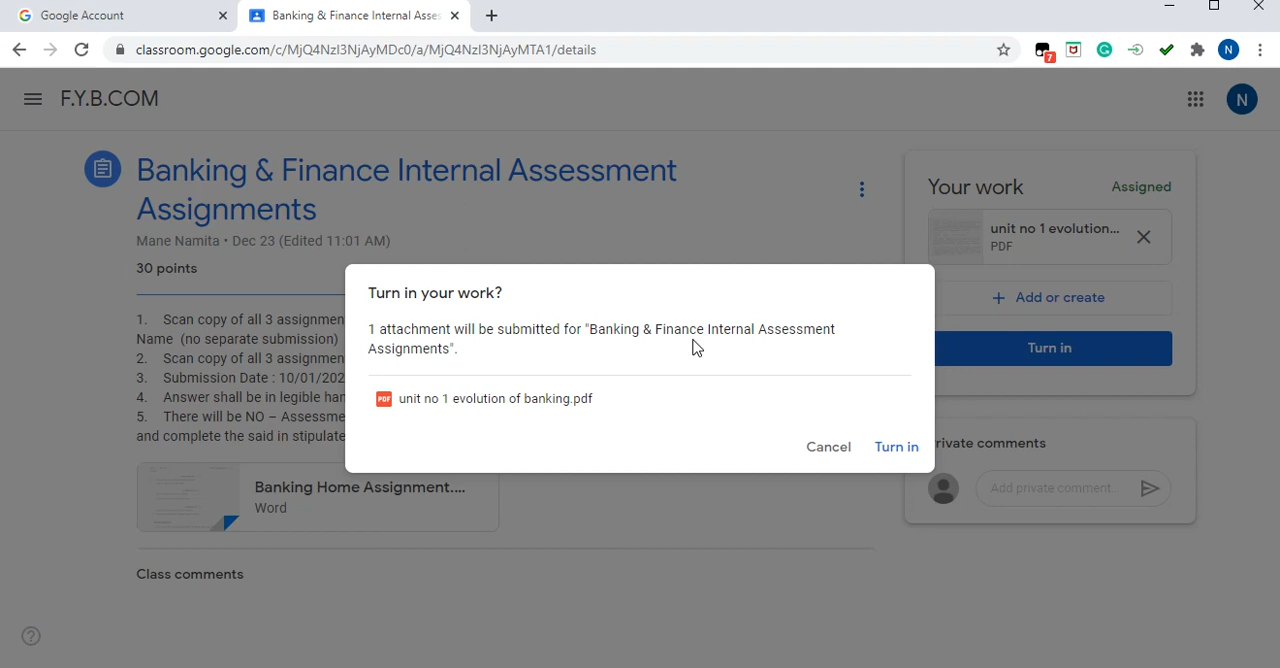 Google Account
Banking & Finance Internal Asses
classroom.google.com/c/MjQ4NzI3NjAyMDc0/a/MjQ4NzI3NjAyMTA1/details
7
N
F.Y.B.COM
N
Banking & Finance Internal Assessment
Assignments
Mane Namita • Dec 23 (Edited 11:01 AM)
30 points
1. Scan copy of all 3 assignmen
Name (no separate submission)
2. Scan copy of all 3 assignmen
3. Submission Date : 10/01/202
4. Answer shall be in legible han
5. There will be NO – Assessme
and complete the said in stipulate
Banking Home Assignment....
Word
Class comments
Your work
Assigned
unit no 1 evolution...
PDF
+ Add or create
Turn in
rivate comments
Add private comment..
Turn in your work?
1 attachment will be submitted for "Banking & Finance Internal Assessment
Assignments".
PDF unit no 1 evolution of banking.pdf
Cancel Turn in